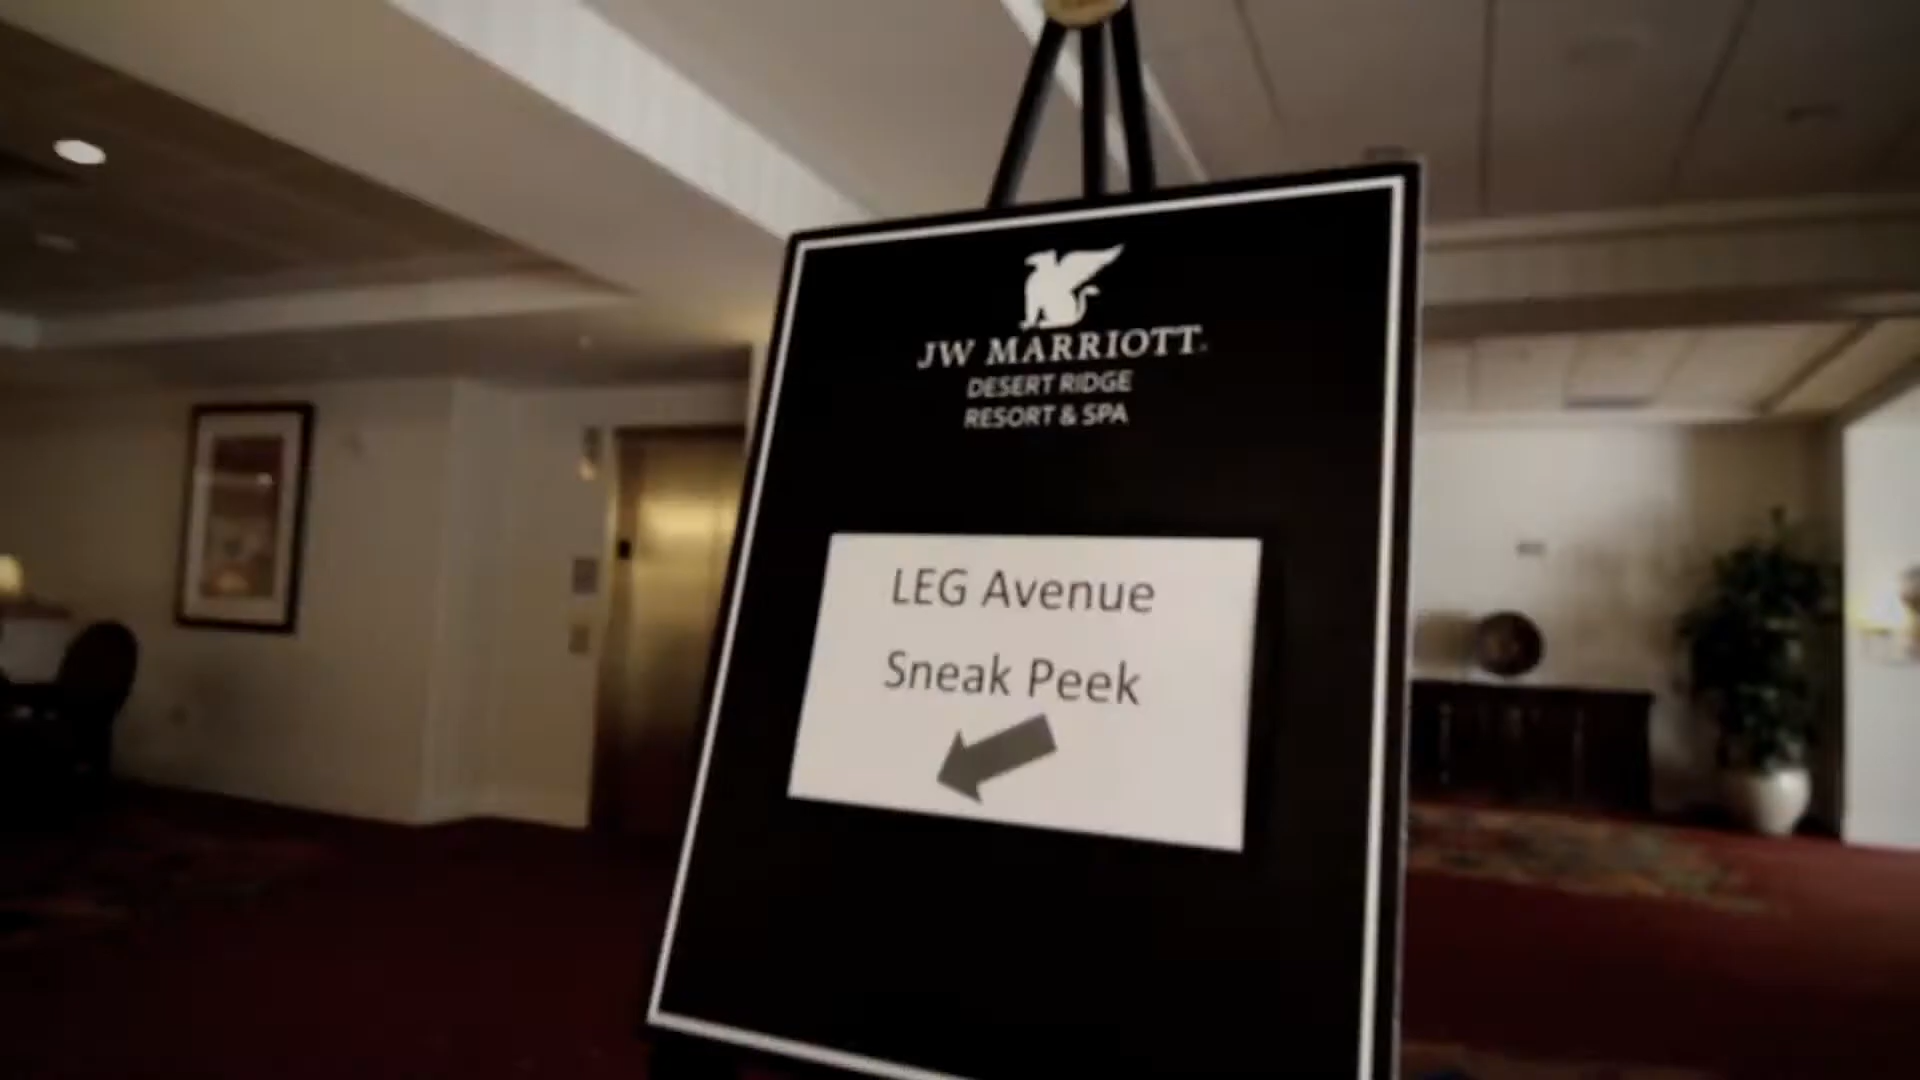 JW MARRIOTT
DESERT RIDGE
RESORT & SPA
LEG Avenue
Sneak Peek